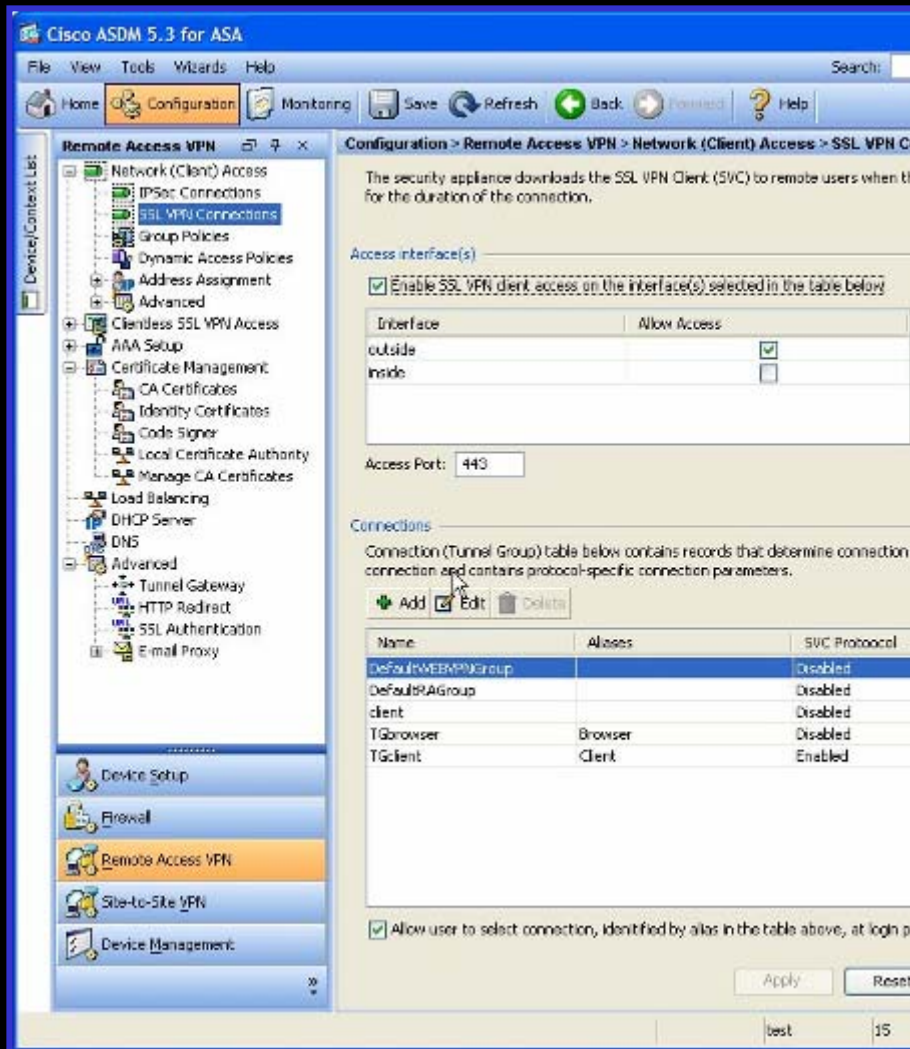 Cisco ASDM 5.3 for ASA
File View Tools Wizards Help Search:
Home Configuration Monitoring Save Refresh Back Forward Help
Device/Context List
Remote Access VPN
Network (Client) Access
IPSec Connections
SSL VPN Connections
Group Policies
Dynamic Access Policies
Address Assignment
Advanced
Clientless SSL VPN Access
AAA Setup
Certificate Management
CA Certificates
Identity Certificates
Code Signer
Local Certificate Authority
Manage CA Certificates
Load Balancing
DHCP Server
DNS
Advanced
Tunnel Gateway
HTTP Redirect
SSL Authentication
E-mail Proxy
Device Setup
Firewall
Remote Access VPN
Site-to-Site VPN
Device Management
Configuration > Remote Access VPN > Network (Client) Access > SSL VPN C
The security appliance downloads the SSL VPN Client (SVC) to remote users when th
for the duration of the connection.
Access interface(s)
Enable SSL VPN client access on the interface(s) selected in the table below
Interface Allow Access
outside
inside
Access Port: 443
Connections
Connection (Tunnel Group) table below contains records that determine connection
connection and contains protocol-specific connection parameters.
Add Edit Delete
Name Aliases SVC Protoocol
DefaultWEBVPNGroup Disabled
DefaultRAGroup Disabled
client Disabled
TGbrowser Browser Disabled
TGclient Client Enabled
Allow user to select connection, identified by alias in the table above, at login p
Apply Reset
test 15